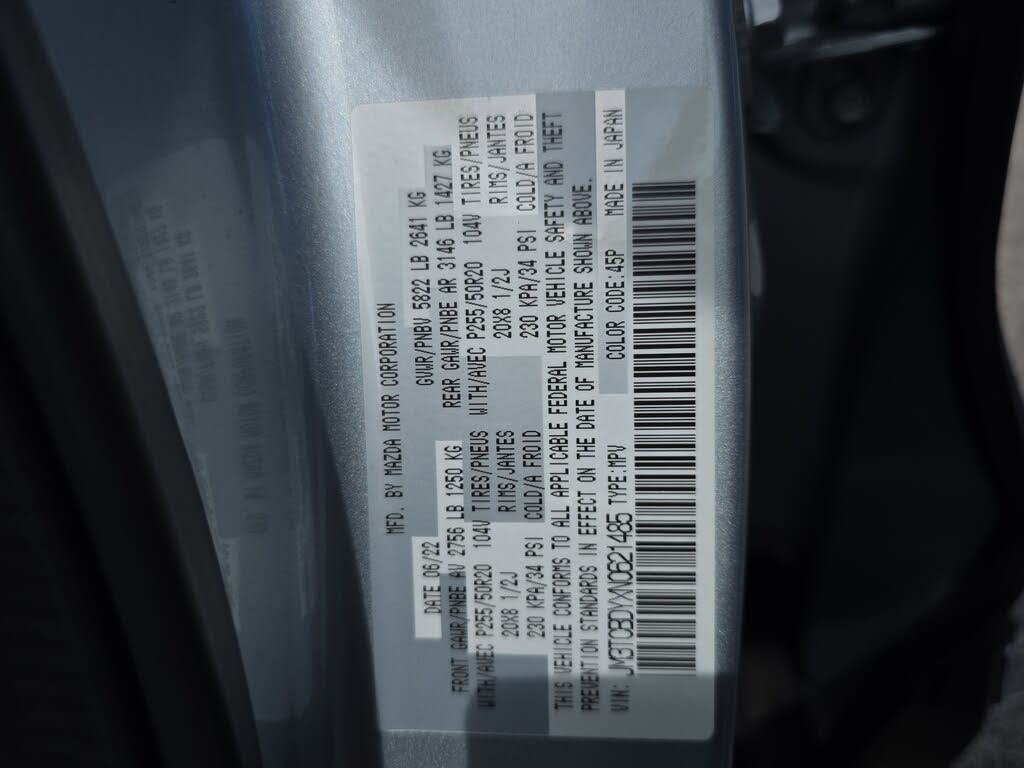 MFD. BY MAZDA MOTOR CORPORATION
DATE 06/22 GVWR/PNBV 5822 LB 2641 KG
FRONT GAWR/PNBE AV 2756 LB 1250 KG REAR GAWR/PNBE AR 3146 LB 1427 KG
WITH/AVEC P255/50R20 104V TIRES/PNEUS WITH/AVEC P255/50R20 104V TIRES/PNEUS
20X8 1/2J RIMS/JANTES 20X8 1/2J RIMS/JANTES
230 KPA/34 PSI COLD/A FROID 230 KPA/34 PSI COLD/A FROID
THIS VEHICLE CONFORMS TO ALL APPLICABLE FEDERAL MOTOR VEHICLE SAFETY AND THEFT
PREVENTION STANDARDS IN EFFECT ON THE DATE OF MANUFACTURE SHOWN ABOVE.
VIN: JM3TCBDYXN0621485 TYPE:MPV COLOR CODE:45P MADE IN JAPAN